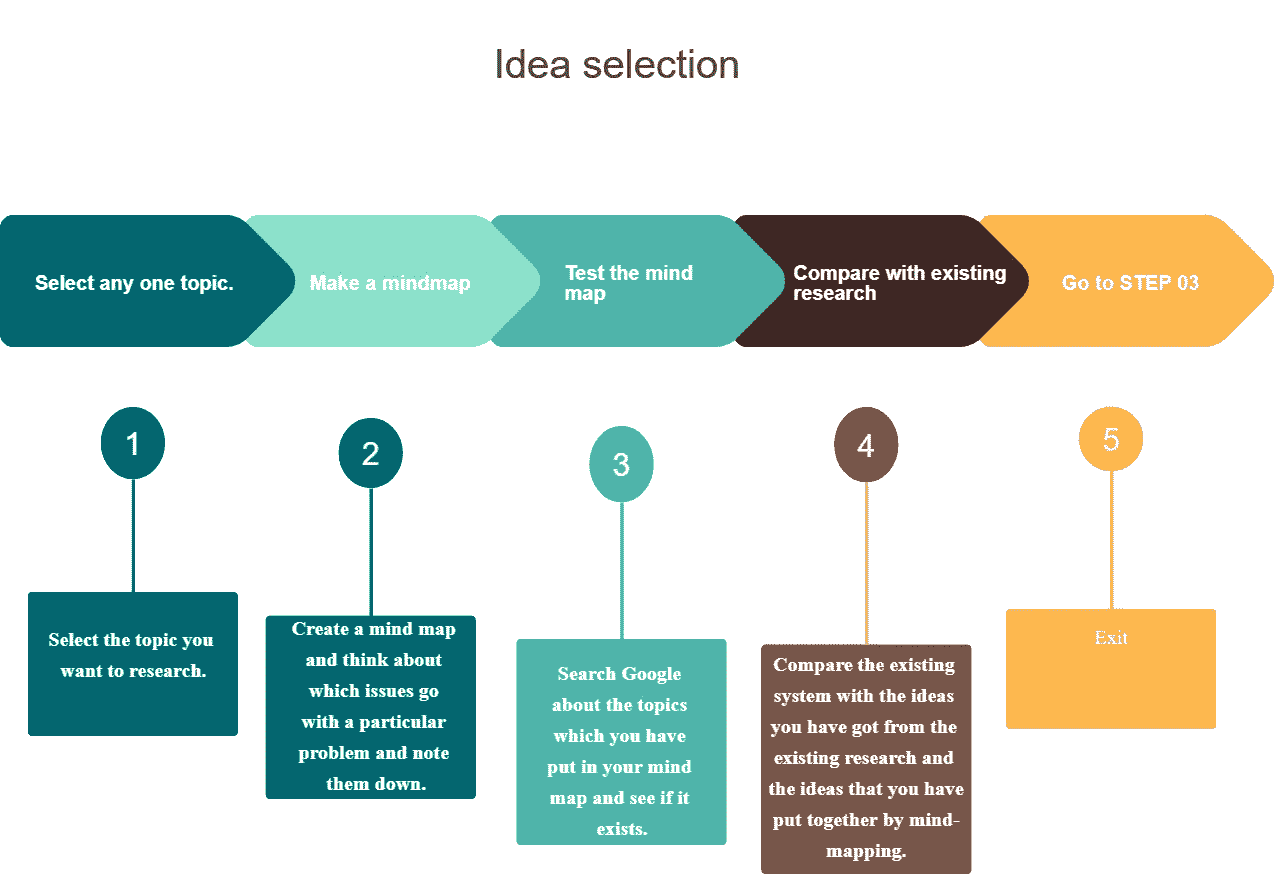 Idea selection
Select any one topic.
Make a mindmap
Test the mind
map
Compare with existing
research
Go to STEP 03
1
2
3
4
5
Select the topic you
want to research.
Create a mind map
and think about
which issues go
with a particular
problem and note
them down.
Search Google
about the topics
which you have
put in your mind
map and see if it
exists.
Compare the existing
system with the ideas
you have got from the
existing research and
the ideas that you have
put together by mind-
mapping.
Exit